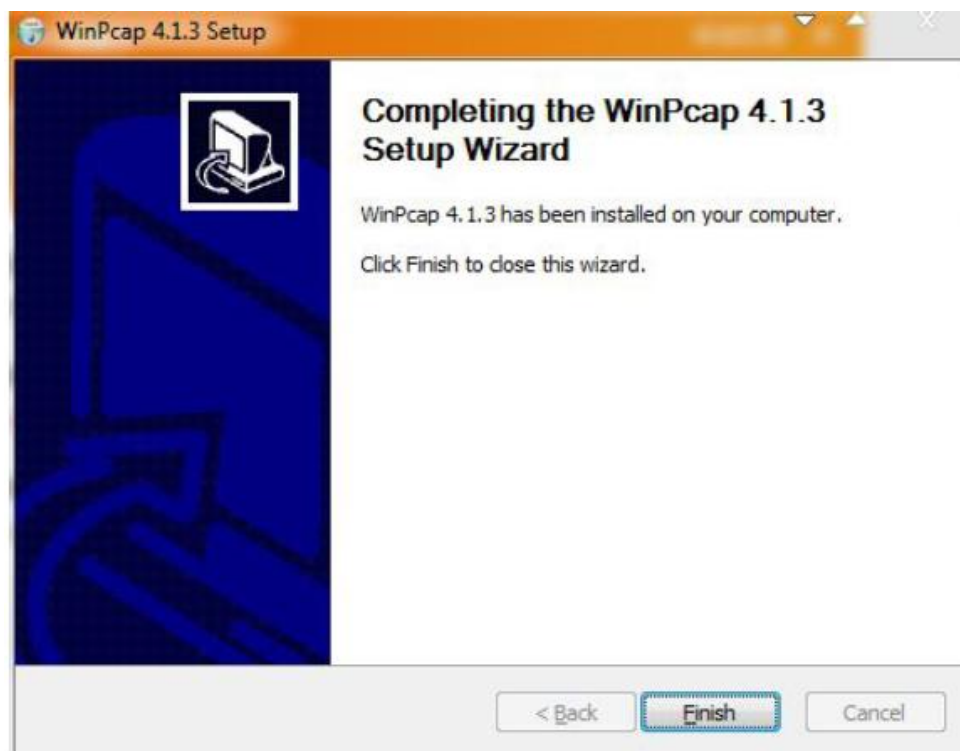 WinPcap 4.1.3 Setup
Completing the WinPcap 4.1.3
Setup Wizard
WinPcap 4.1.3 has been installed on your computer.
Click Finish to close this wizard.
< Back Finish Cancel